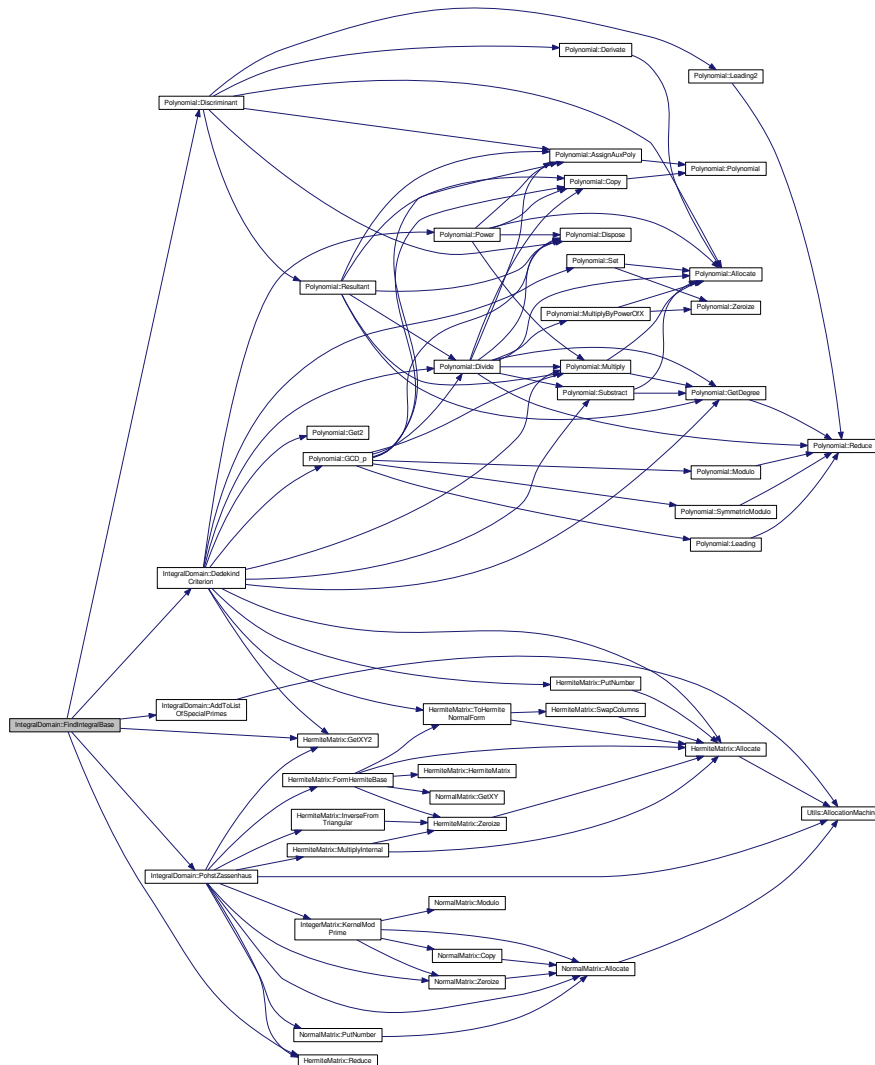 Polynomial::Derivate
Polynomial::Leading2
Polynomial::Discriminant
Polynomial::AssignAuxPoly
Polynomial::Polynomial
Polynomial::Copy
Polynomial::Power
Polynomial::Dispose
Polynomial::Set
Polynomial::Allocate
Polynomial::Resultant
Polynomial::Zeroize
Polynomial::MultiplyByPowerOfX
Polynomial::Divide
Polynomial::Multiply
Polynomial::Substract
Polynomial::GetDegree
Polynomial::Get2
Polynomial::Reduce
Polynomial::GCD_p
Polynomial::Modulo
Polynomial::SymmetricModulo
Polynomial::Leading
IntegralDomain::Dedekind
Criterion
HermiteMatrix::PutNumber
IntegralDomain::AddToList
OfSpecialPrimes
HermiteMatrix::ToHermite
NormalForm
HermiteMatrix::SwapColumns
IntegralDomain::FindIntegralBase
HermiteMatrix::GetXY2
HermiteMatrix::Allocate
HermiteMatrix::HermiteMatrix
HermiteMatrix::FormHermiteBase
NormalMatrix::GetXY
HermiteMatrix::InverseFrom
Triangular
HermiteMatrix::Zeroize
Utils::AllocationMachine
HermiteMatrix::MultiplyInternal
IntegralDomain::PohstZassenhaus
NormalMatrix::Modulo
IntegerMatrix::KernelMod
Prime
NormalMatrix::Copy
NormalMatrix::Allocate
NormalMatrix::Zeroize
NormalMatrix::PutNumber
HermiteMatrix::Reduce